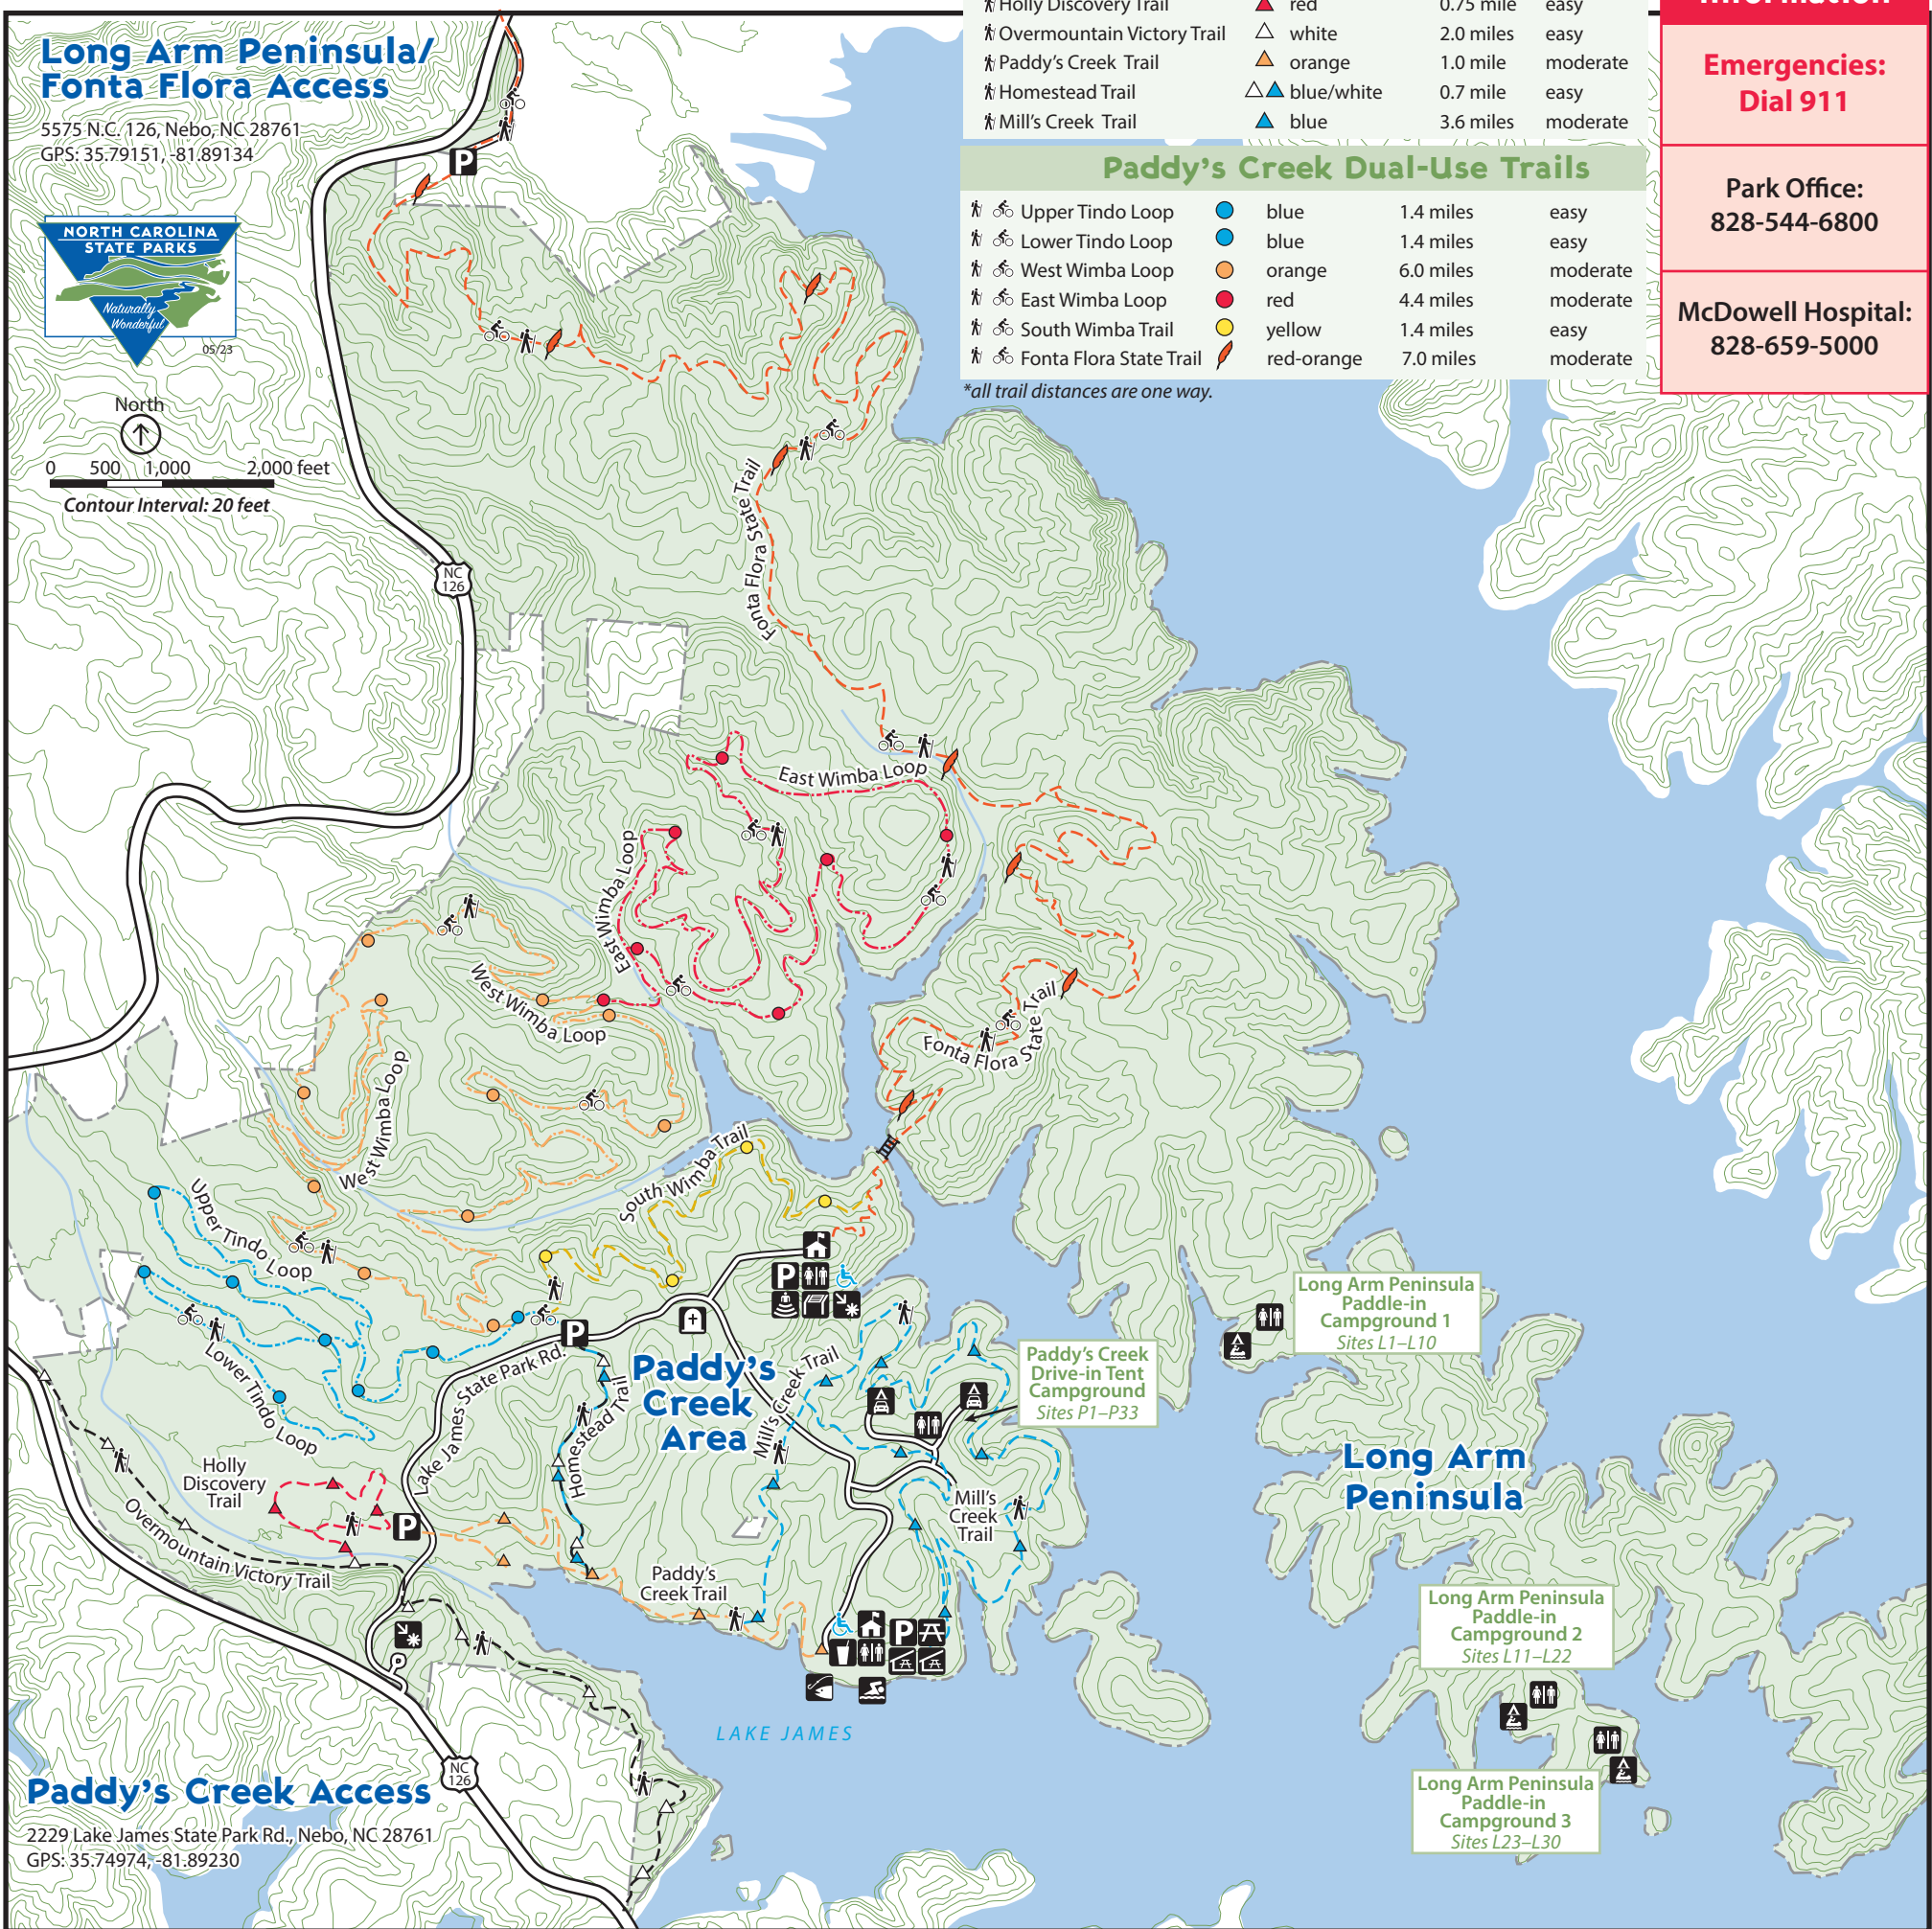 Long Arm Peninsula/
Fonta Flora Access
5575 N.C. 126, Nebo, NC 28761
GPS: 35.79151, -81.89134
NORTH CAROLINA
STATE PARKS
Naturally
Wonderful
05/23
North
0 500 1,000 2,000 feet
Contour Interval: 20 feet
Holly Discovery Trail red 0.75 mile easy
Overmountain Victory Trail white 2.0 miles easy
Paddy's Creek Trail orange 1.0 mile moderate
Homestead Trail blue/white 0.7 mile easy
Mill's Creek Trail blue 3.6 miles moderate
Paddy's Creek Dual-Use Trails
Upper Tindo Loop blue 1.4 miles easy
Lower Tindo Loop blue 1.4 miles easy
West Wimba Loop orange 6.0 miles moderate
East Wimba Loop red 4.4 miles moderate
South Wimba Trail yellow 1.4 miles easy
Fonta Flora State Trail red-orange 7.0 miles moderate
*all trail distances are one way.
Information
Emergencies:
Dial 911
Park Office:
828-544-6800
McDowell Hospital:
828-659-5000
P
Fonta Flora State Trail
NC
126
East Wimba Loop
East Wimba Loop
West Wimba Loop
Fonta Flora State Trail
West Wimba Loop
South Wimba Trail
Upper Tindo Loop
Lower Tindo Loop
P
P
Lake James State Park Rd.
Homestead Trail
Paddy's
Creek
Area
Mill's Creek Trail
Paddy's Creek
Drive-in Tent
Campground
Sites P1–P33
Long Arm Peninsula
Paddle-in
Campground 1
Sites L1–L10
Long Arm
Peninsula
Holly
Discovery
Trail
P
Overmountain Victory Trail
Mill's
Creek
Trail
Paddy's
Creek Trail
P
P
Long Arm Peninsula
Paddle-in
Campground 2
Sites L11–L22
LAKE JAMES
NC
126
Long Arm Peninsula
Paddle-in
Campground 3
Sites L23–L30
Paddy's Creek Access
2229 Lake James State Park Rd., Nebo, NC 28761
GPS: 35.74974, -81.89230